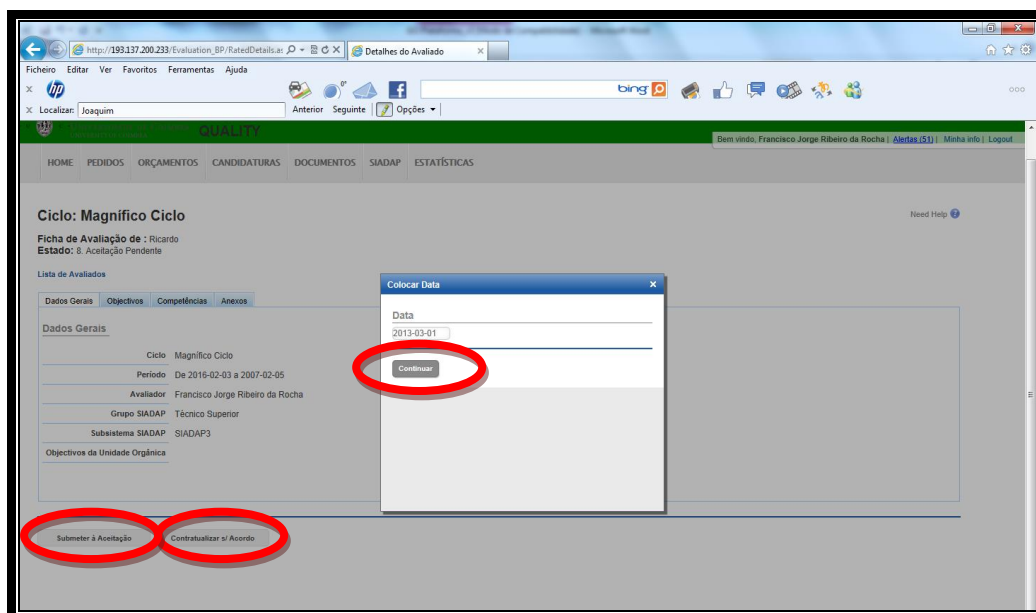 http://193.137.200.233/Evaluation_BP/RatedDetails.a
Detalhes do Avaliado
Ficheiro Editar Ver Favoritos Ferramentas Ajuda
hp
0°
bing
Localizar: Joaquim
Anterior Seguinte Opções
QUALITY
Bem vindo, Francisco Jorge Ribeiro da Rocha | Alertas (51) | Minha info | Logout
HOME PEDIDOS ORÇAMENTOS CANDIDATURAS DOCUMENTOS SIADAP ESTATÍSTICAS
Ciclo: Magnífico Ciclo
Need Help
Ficha de Avaliação de : Ricardo
Estado: 8. Aceitação Pendente
Lista de Avaliados
Dados Gerais Objectivos Competências Anexos
Dados Gerais
Ciclo Magnífico Ciclo
Período De 2016-02-03 a 2007-02-05
Avaliador Francisco Jorge Ribeiro da Rocha
Grupo SIADAP Técnico Superior
Subsistema SIADAP SIADAP3
Objectivos da Unidade Orgânica
Colocar Data
Data
2013-03-01
Continuar
Submeter à Aceitação Contratualizar s/ Acordo